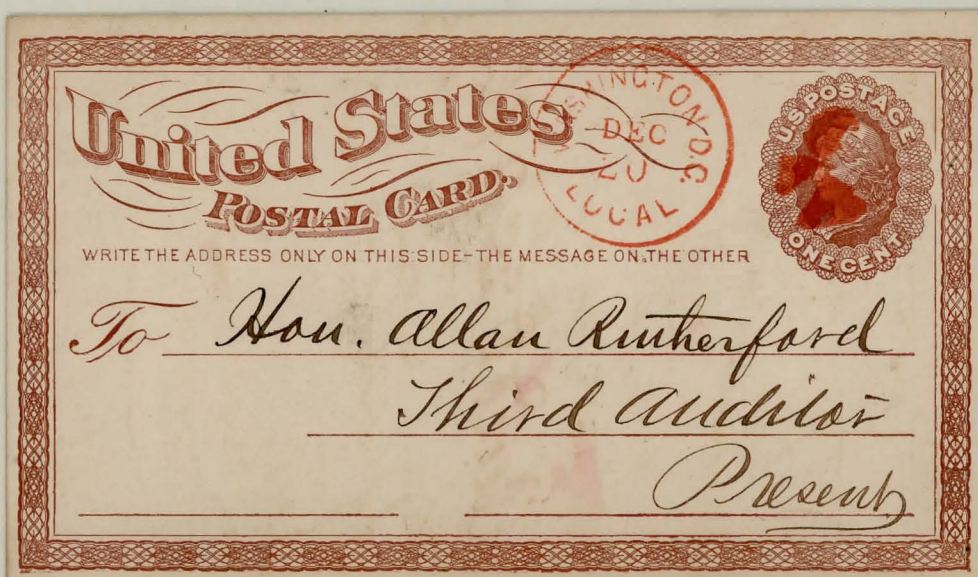 United States
POSTAL CARD.
WASHINGTON. D.C.
DEC
20
LOCAL
U.S. POSTAGE
ONE CENT
WRITE THE ADDRESS ONLY ON THIS SIDE-THE MESSAGE ON THE OTHER
To Hon. Allan Rutherford
Third Auditor
Present